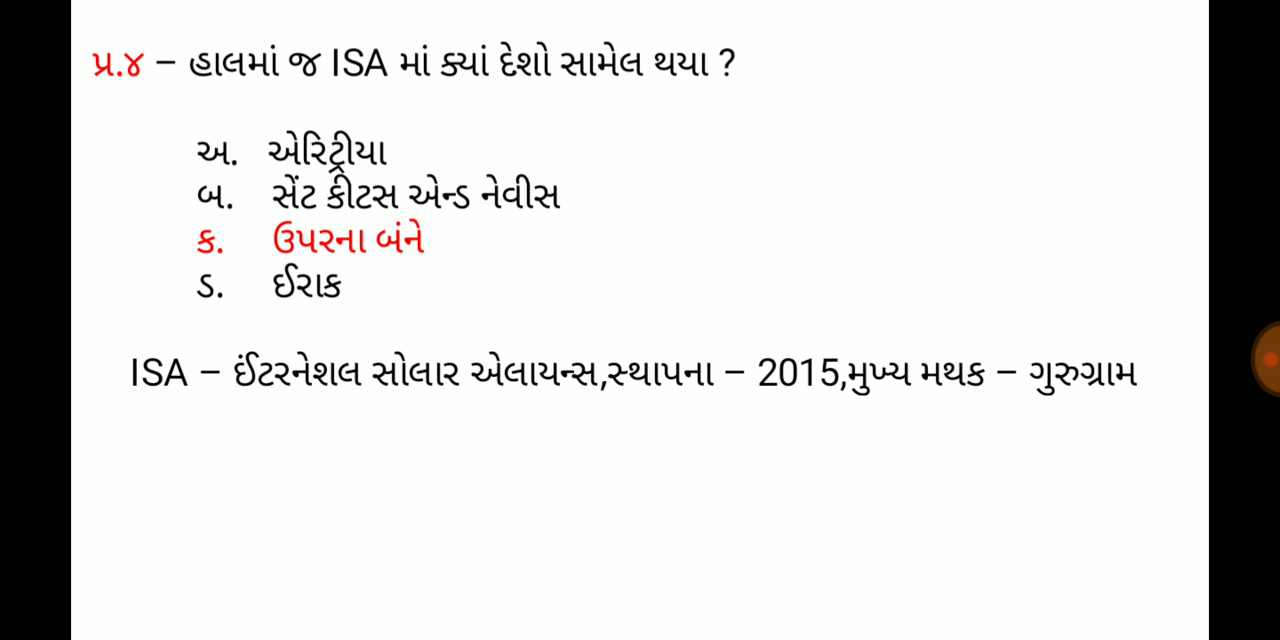 પ્ર.૪ – હાલમાં જ ISA માં ક્યાં દેશો સામેલ થયા ?
અ. એરિટ્રીયા
બ. સેંટ કીટસ એન્ડ નેવીસ
ક. ઉપરના બંને
ડ. ઈરાક
ISA – ઈંટરનેશલ સોલાર એલાયન્સ,સ્થાપના – 2015,મુખ્ય મથક – ગુરુગ્રામ